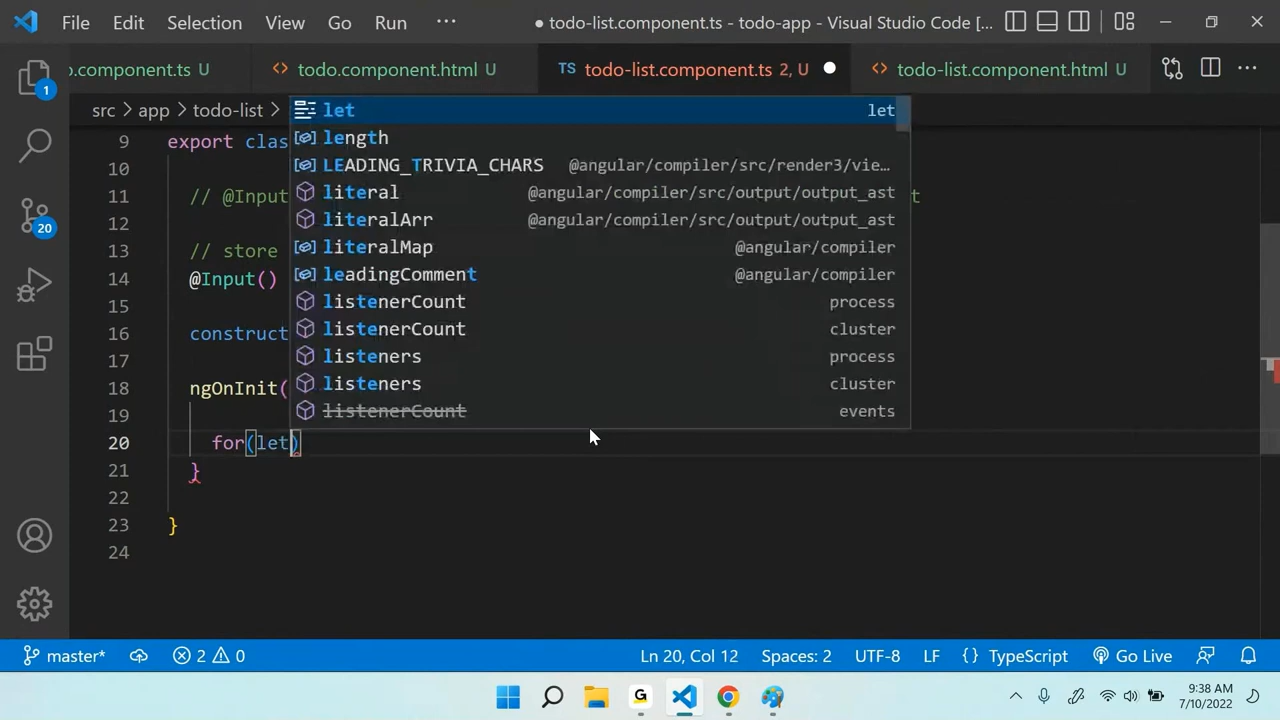 File Edit Selection View Go Run ··· ● todo-list.component.ts - todo-app - Visual Studio Code [...
o.component.ts U <> todo.component.html U TS todo-list.component.ts 2, U ● <> todo-list.component.html U ···
1
20
src > app > todo-list >
let let
length
LEADING_TRIVIA_CHARS @angular/compiler/src/render3/vie…
literal @angular/compiler/src/output/output_ast
literalArr @angular/compiler/src/output/output_ast
literalMap @angular/compiler
leadingComment @angular/compiler
listenerCount process
listenerCount cluster
listeners process
listeners cluster
listenerCount events
9 export clas
10
11 // @Input t
12
13 // store
14 @Input()
15
16 construct
17
18 ngOnInit(
19
20 for(let)
21 }
22
23 }
24
master* 2 0 Ln 20, Col 12 Spaces: 2 UTF-8 LF {} TypeScript Go Live
G
9:38 AM
7/10/2022